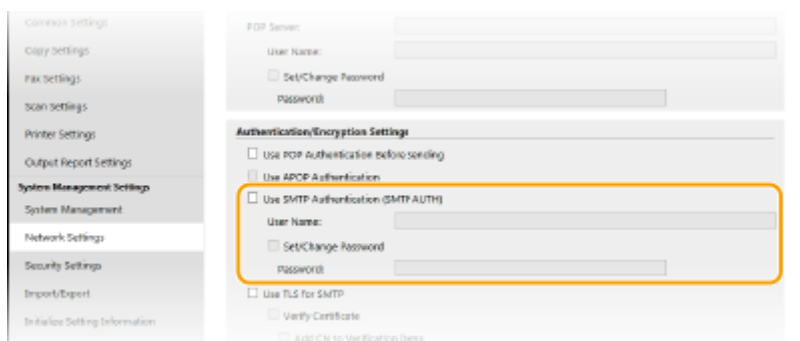 Common Settings
Copy Settings
Fax Settings
Scan Settings
Printer Settings
Output Report Settings
System Management Settings
System Management
Network Settings
Security Settings
Import/Export
Initialize Setting Information
POP Server:
User Name:
Set/Change Password
Password:
Authentication/Encryption Settings
Use POP Authentication Before Sending
Use APOP Authentication
Use SMTP Authentication (SMTP AUTH)
User Name:
Set/Change Password
Password:
Use TLS for SMTP
Verify Certificate
Add CN to Verification Items